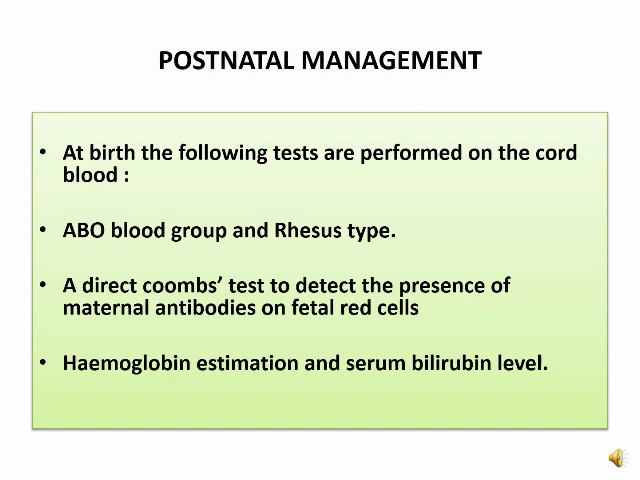 POSTNATAL MANAGEMENT
• At birth the following tests are performed on the cord
blood :
• ABO blood group and Rhesus type.
• A direct coombs’ test to detect the presence of
maternal antibodies on fetal red cells
• Haemoglobin estimation and serum bilirubin level.